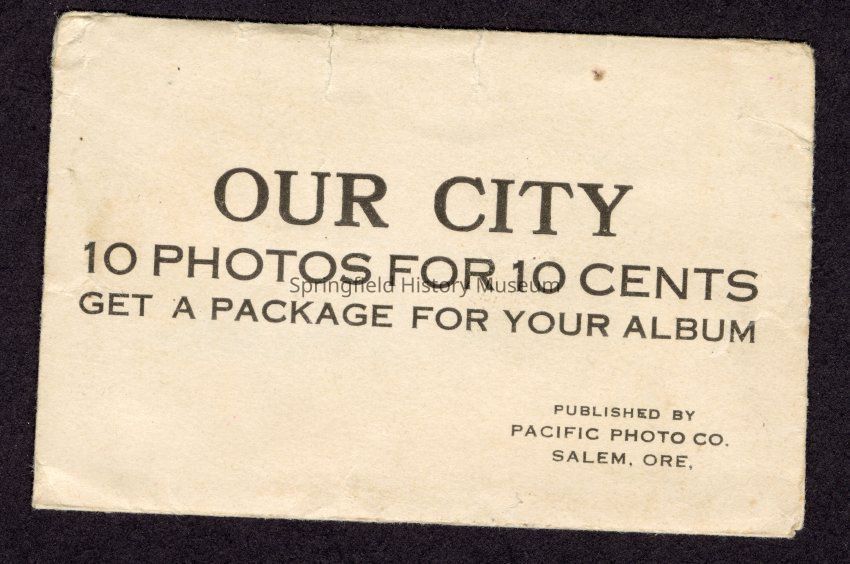 OUR CITY
10 PHOTOS FOR 10 CENTS
Springfield History Museum
GET A PACKAGE FOR YOUR ALBUM
PUBLISHED BY
PACIFIC PHOTO CO.
SALEM, ORE,